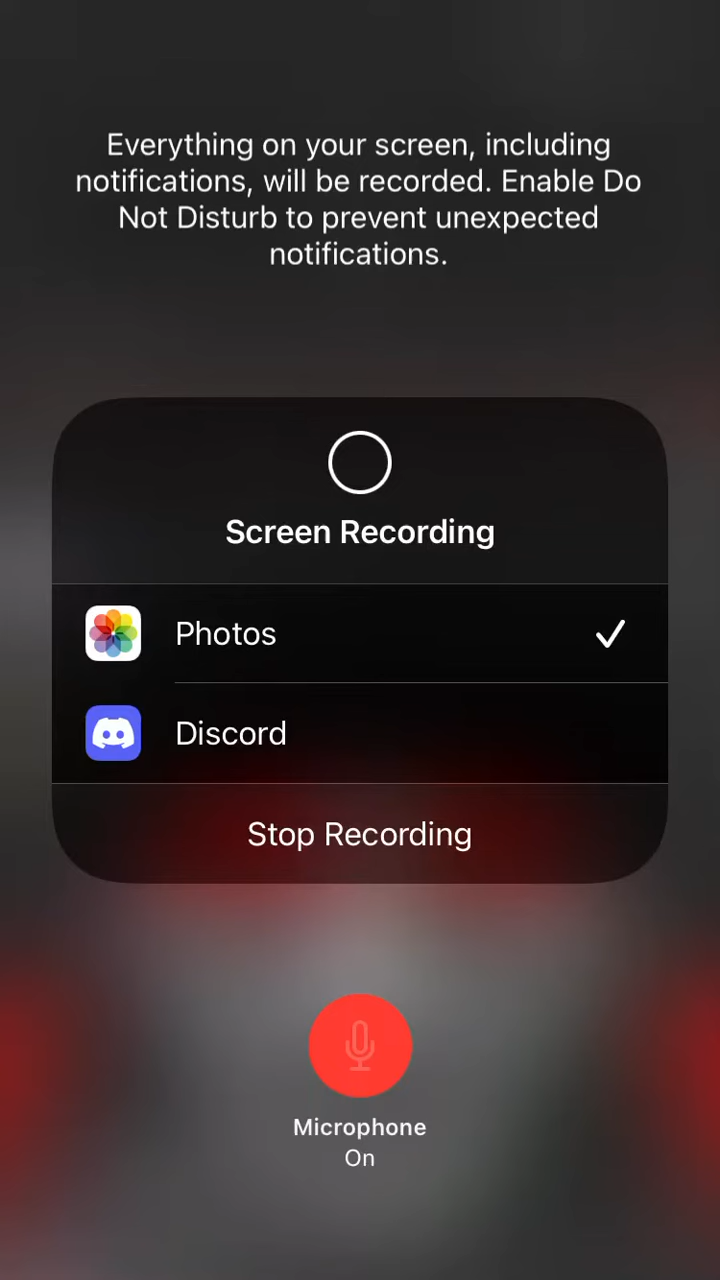 Everything on your screen, including
notifications, will be recorded. Enable Do
Not Disturb to prevent unexpected
notifications.
Screen Recording
Photos
Discord
Stop Recording
Microphone
On